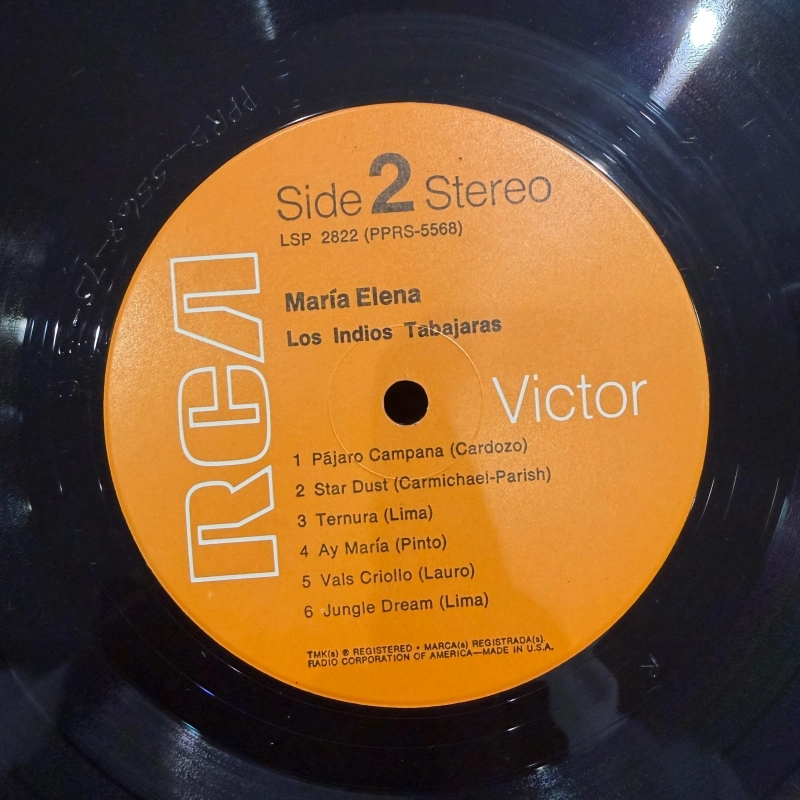 Side 2 Stereo
LSP 2822 (PPRS-5568)
María Elena
Los Indios Tabajaras
RCA
Victor
1 Pájaro Campana (Cardozo)
2 Star Dust (Carmichael-Parish)
3 Ternura (Lima)
4 Ay María (Pinto)
5 Vals Criollo (Lauro)
6 Jungle Dream (Lima)
TMK(s) ® REGISTERED • MARCA(s) REGISTRADA(s)
RADIO CORPORATION OF AMERICA—MADE IN U.S.A.